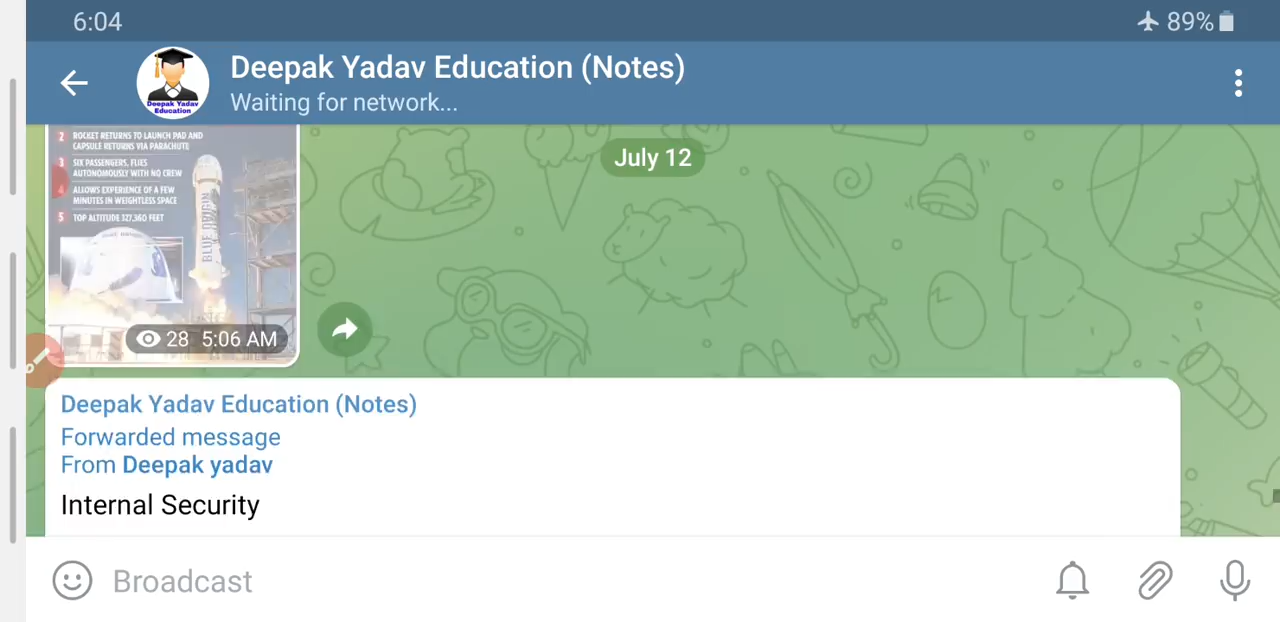 6:04
89%
Deepak Yadav Education (Notes)
Waiting for network...
Deepak Yadav
Education
July 12
2 ROCKET RETURNS TO LAUNCH PAD AND
CAPSULE RETURNS VIA PARACHUTE
3 SIX PASSENGERS, FLIES
AUTONOMOUSLY WITH NO CREW
4 ALLOWS EXPERIENCE OF A FEW
MINUTES IN WEIGHTLESS SPACE
5 TOP ALTITUDE 327,360 FEET
BLUE ORIGIN
28 5:06 AM
Deepak Yadav Education (Notes)
Forwarded message
From Deepak yadav
Internal Security
Broadcast